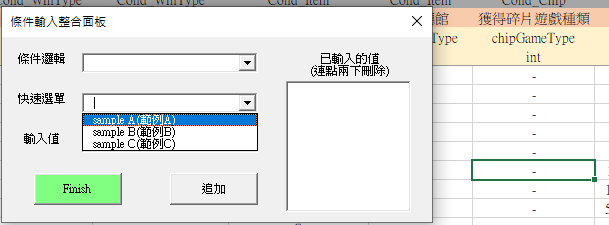 Cond_WinType
Cond_WinType
Cond_Item
Cond_Item
Cond_Chip
條件輸入整合面板
館
獲得碎片遊戲種類
Type
chipGameType
int
條件邏輯
已輸入的值
(連點兩下刪除)
快速選單
sample A(範例A)
sample B(範例B)
sample C(範例C)
輸入值
Finish
追加
-
-
-
-
-
-
-
-